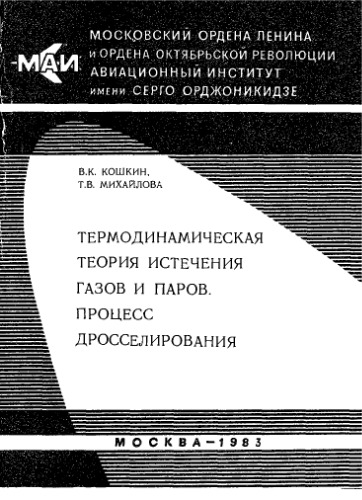 МАИ
МОСКОВСКИЙ ОРДЕНА ЛЕНИНА
И ОРДЕНА ОКТЯБРЬСКОЙ РЕВОЛЮЦИИ
АВИАЦИОННЫЙ ИНСТИТУТ
ИМЕНИ СЕРГО ОРДЖОНИКИДЗЕ
В.К. КОШКИН,
Т.В. МИХАЙЛОВА
ТЕРМОДИНАМИЧЕСКАЯ
ТЕОРИЯ ИСТЕЧЕНИЯ
ГАЗОВ И ПАРОВ.
ПРОЦЕСС
ДРОССЕЛИРОВАНИЯ
МОСКВА — 1983